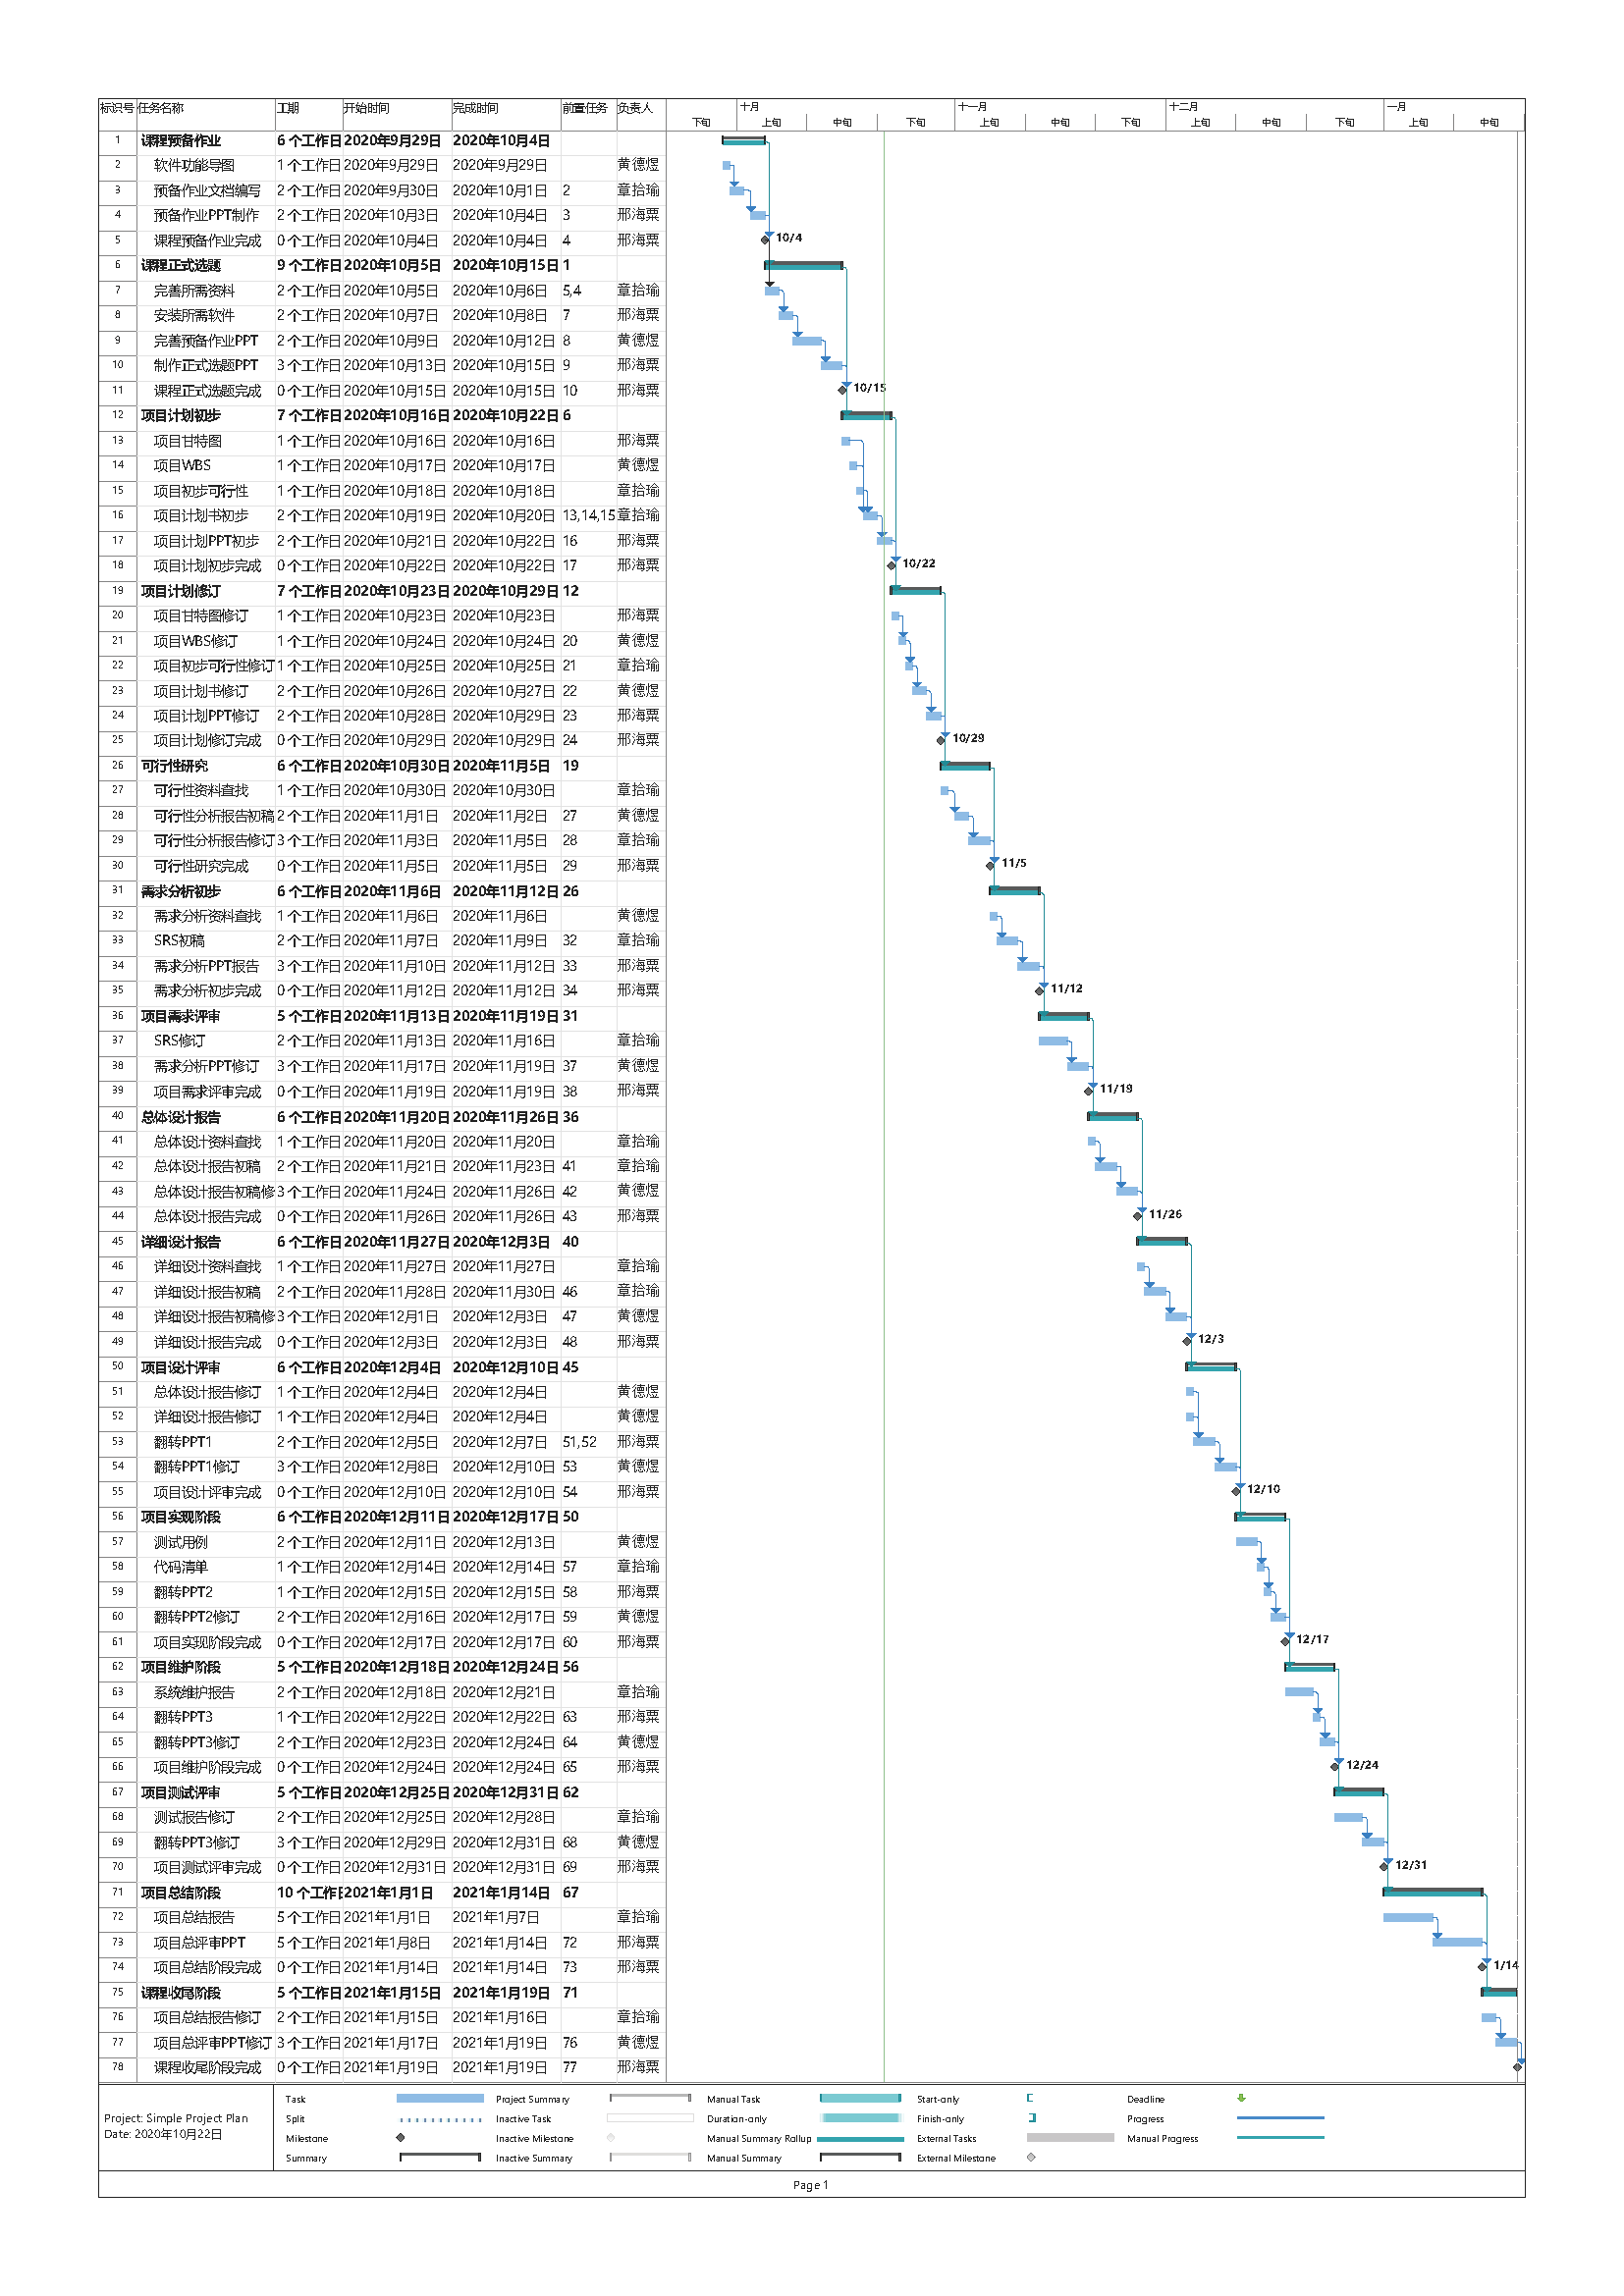 标识号 任务名称 工期 开始时间 完成时间 前置任务 负责人 十月 十一月 十二月 一月
下旬 上旬 中旬 下旬 上旬 中旬 下旬 上旬 中旬 下旬 上旬 中旬
1 课程预备作业 6 个工作日 2020年9月29日 2020年10月4日
2 软件功能导图 1 个工作日 2020年9月29日 2020年9月29日 黄德煜
3 预备作业文档编写 2 个工作日 2020年9月30日 2020年10月1日 2 章拾瑜
4 预备作业PPT制作 2 个工作日 2020年10月3日 2020年10月4日 3 邢海粟
5 课程预备作业完成 0 个工作日 2020年10月4日 2020年10月4日 4 邢海粟 10/4
6 课程正式选题 9 个工作日 2020年10月5日 2020年10月15日 1
7 完善所需资料 2 个工作日 2020年10月5日 2020年10月6日 5,4 章拾瑜
8 安装所需软件 2 个工作日 2020年10月7日 2020年10月8日 7 邢海粟
9 完善预备作业PPT 2 个工作日 2020年10月9日 2020年10月12日 8 黄德煜
10 制作正式选题PPT 3 个工作日 2020年10月13日 2020年10月15日 9 邢海粟
11 课程正式选题完成 0 个工作日 2020年10月15日 2020年10月15日 10 邢海粟 10/15
12 项目计划初步 7 个工作日 2020年10月16日 2020年10月22日 6
13 项目甘特图 1 个工作日 2020年10月16日 2020年10月16日 邢海粟
14 项目WBS 1 个工作日 2020年10月17日 2020年10月17日 黄德煜
15 项目初步可行性 1 个工作日 2020年10月18日 2020年10月18日 章拾瑜
16 项目计划书初步 2 个工作日 2020年10月19日 2020年10月20日 13,14,15 章拾瑜
17 项目计划PPT初步 2 个工作日 2020年10月21日 2020年10月22日 16 邢海粟
18 项目计划初步完成 0 个工作日 2020年10月22日 2020年10月22日 17 邢海粟 10/22
19 项目计划修订 7 个工作日 2020年10月23日 2020年10月29日 12
20 项目甘特图修订 1 个工作日 2020年10月23日 2020年10月23日 邢海粟
21 项目WBS修订 1 个工作日 2020年10月24日 2020年10月24日 20 黄德煜
22 项目初步可行性修订 1 个工作日 2020年10月25日 2020年10月25日 21 章拾瑜
23 项目计划书修订 2 个工作日 2020年10月26日 2020年10月27日 22 黄德煜
24 项目计划PPT修订 2 个工作日 2020年10月28日 2020年10月29日 23 邢海粟
25 项目计划修订完成 0 个工作日 2020年10月29日 2020年10月29日 24 邢海粟 10/29
26 可行性研究 6 个工作日 2020年10月30日 2020年11月5日 19
27 可行性资料查找 1 个工作日 2020年10月30日 2020年10月30日 章拾瑜
28 可行性分析报告初稿 2 个工作日 2020年11月1日 2020年11月2日 27 黄德煜
29 可行性分析报告修订 3 个工作日 2020年11月3日 2020年11月5日 28 章拾瑜
30 可行性研究完成 0 个工作日 2020年11月5日 2020年11月5日 29 邢海粟 11/5
31 需求分析初步 6 个工作日 2020年11月6日 2020年11月12日 26
32 需求分析资料查找 1 个工作日 2020年11月6日 2020年11月6日 黄德煜
33 SRS初稿 2 个工作日 2020年11月7日 2020年11月9日 32 章拾瑜
34 需求分析PPT报告 3 个工作日 2020年11月10日 2020年11月12日 33 邢海粟
35 需求分析初步完成 0 个工作日 2020年11月12日 2020年11月12日 34 邢海粟 11/12
36 项目需求评审 5 个工作日 2020年11月13日 2020年11月19日 31
37 SRS修订 2 个工作日 2020年11月13日 2020年11月16日 章拾瑜
38 需求分析PPT修订 3 个工作日 2020年11月17日 2020年11月19日 37 黄德煜
39 项目需求评审完成 0 个工作日 2020年11月19日 2020年11月19日 38 邢海粟 11/19
40 总体设计报告 6 个工作日 2020年11月20日 2020年11月26日 36
41 总体设计资料查找 1 个工作日 2020年11月20日 2020年11月20日 章拾瑜
42 总体设计报告初稿 2 个工作日 2020年11月21日 2020年11月23日 41 章拾瑜
43 总体设计报告初稿修 3 个工作日 2020年11月24日 2020年11月26日 42 黄德煜
44 总体设计报告完成 0 个工作日 2020年11月26日 2020年11月26日 43 邢海粟 11/26
45 详细设计报告 6 个工作日 2020年11月27日 2020年12月3日 40
46 详细设计资料查找 1 个工作日 2020年11月27日 2020年11月27日 章拾瑜
47 详细设计报告初稿 2 个工作日 2020年11月28日 2020年11月30日 46 章拾瑜
48 详细设计报告初稿修 3 个工作日 2020年12月1日 2020年12月3日 47 黄德煜
49 详细设计报告完成 0 个工作日 2020年12月3日 2020年12月3日 48 邢海粟 12/3
50 项目设计评审 6 个工作日 2020年12月4日 2020年12月10日 45
51 总体设计报告修订 1 个工作日 2020年12月4日 2020年12月4日 黄德煜
52 详细设计报告修订 1 个工作日 2020年12月4日 2020年12月4日 黄德煜
53 翻转PPT1 2 个工作日 2020年12月5日 2020年12月7日 51,52 邢海粟
54 翻转PPT1修订 3 个工作日 2020年12月8日 2020年12月10日 53 黄德煜
55 项目设计评审完成 0 个工作日 2020年12月10日 2020年12月10日 54 邢海粟 12/10
56 项目实现阶段 6 个工作日 2020年12月11日 2020年12月17日 50
57 测试用例 2 个工作日 2020年12月11日 2020年12月13日 黄德煜
58 代码清单 1 个工作日 2020年12月14日 2020年12月14日 57 章拾瑜
59 翻转PPT2 1 个工作日 2020年12月15日 2020年12月15日 58 邢海粟
60 翻转PPT2修订 2 个工作日 2020年12月16日 2020年12月17日 59 黄德煜
61 项目实现阶段完成 0 个工作日 2020年12月17日 2020年12月17日 60 邢海粟 12/17
62 项目维护阶段 5 个工作日 2020年12月18日 2020年12月24日 56
63 系统维护报告 2 个工作日 2020年12月18日 2020年12月21日 章拾瑜
64 翻转PPT3 1 个工作日 2020年12月22日 2020年12月22日 63 邢海粟
65 翻转PPT3修订 2 个工作日 2020年12月23日 2020年12月24日 64 黄德煜
66 项目维护阶段完成 0 个工作日 2020年12月24日 2020年12月24日 65 邢海粟 12/24
67 项目测试评审 5 个工作日 2020年12月25日 2020年12月31日 62
68 测试报告修订 2 个工作日 2020年12月25日 2020年12月28日 章拾瑜
69 翻转PPT3修订 3 个工作日 2020年12月29日 2020年12月31日 68 黄德煜
70 项目测试评审完成 0 个工作日 2020年12月31日 2020年12月31日 69 邢海粟 12/31
71 项目总结阶段 10 个工作 2021年1月1日 2021年1月14日 67
72 项目总结报告 5 个工作日 2021年1月1日 2021年1月7日 章拾瑜
73 项目总评审PPT 5 个工作日 2021年1月8日 2021年1月14日 72 邢海粟
74 项目总结阶段完成 0 个工作日 2021年1月14日 2021年1月14日 73 邢海粟 1/14
75 课程收尾阶段 5 个工作日 2021年1月15日 2021年1月19日 71
76 项目总结报告修订 2 个工作日 2021年1月15日 2021年1月16日 章拾瑜
77 项目总评审PPT修订 3 个工作日 2021年1月17日 2021年1月19日 76 黄德煜
78 课程收尾阶段完成 0 个工作日 2021年1月19日 2021年1月19日 77 邢海粟
Project: Simple Project Plan
Date: 2020年10月22日
Task Project Summary Manual Task Start-only Deadline
Split Inactive Task Duration-only Finish-only Progress
Milestone Inactive Milestone Manual Summary Rollup External Tasks Manual Progress
Summary Inactive Summary Manual Summary External Milestone
Page 1